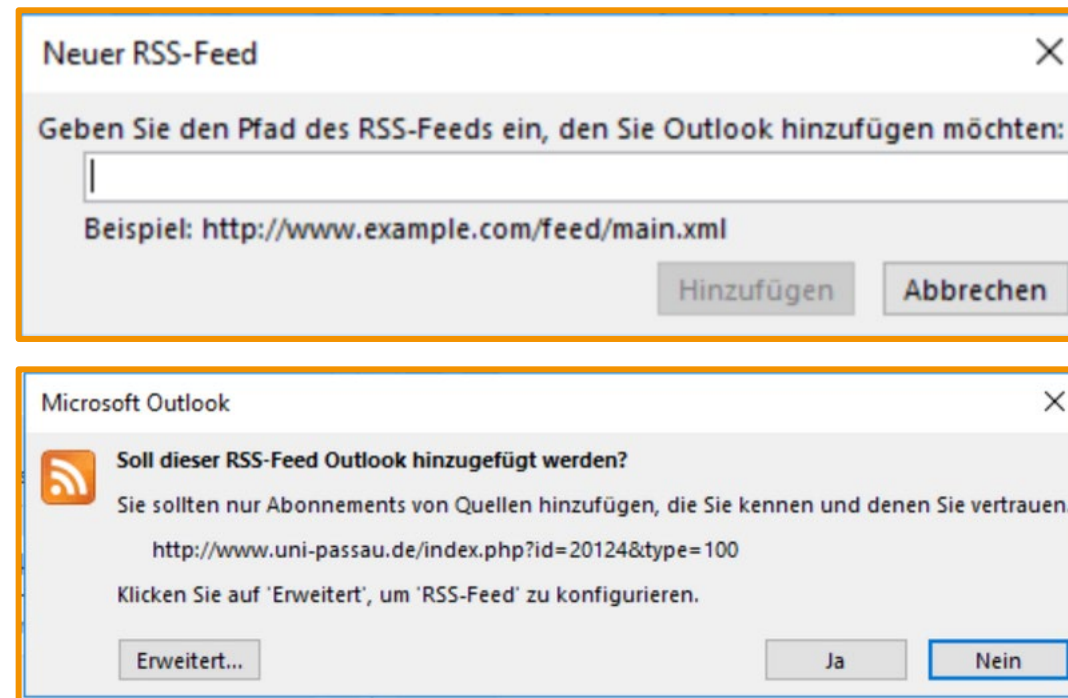 Neuer RSS-Feed
Geben Sie den Pfad des RSS-Feeds ein, den Sie Outlook hinzufügen möchten:
Beispiel: http://www.example.com/feed/main.xml
Hinzufügen Abbrechen
Microsoft Outlook
Soll dieser RSS-Feed Outlook hinzugefügt werden?
Sie sollten nur Abonnements von Quellen hinzufügen, die Sie kennen und denen Sie vertrauen.
http://www.uni-passau.de/index.php?id=20124&type=100
Klicken Sie auf 'Erweitert', um 'RSS-Feed' zu konfigurieren.
Erweitert... Ja Nein